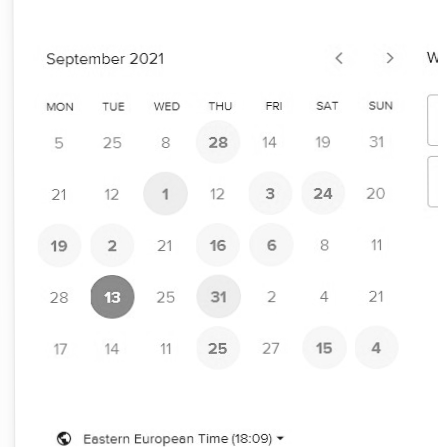 September 2021
W
MON TUE WED THU FRI SAT SUN
5 25 8 28 14 19 31
21 12 1 12 3 24 20
19 2 21 16 6 8 11
28 13 25 31 2 4 21
17 14 11 25 27 15 4
Eastern European Time (18:09)